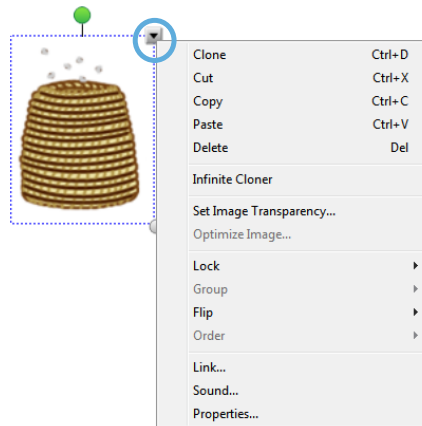 Clone Ctrl+D
Cut Ctrl+X
Copy Ctrl+C
Paste Ctrl+V
Delete Del
Infinite Cloner
Set Image Transparency...
Optimize Image...
Lock
Group
Flip
Order
Link...
Sound...
Properties...